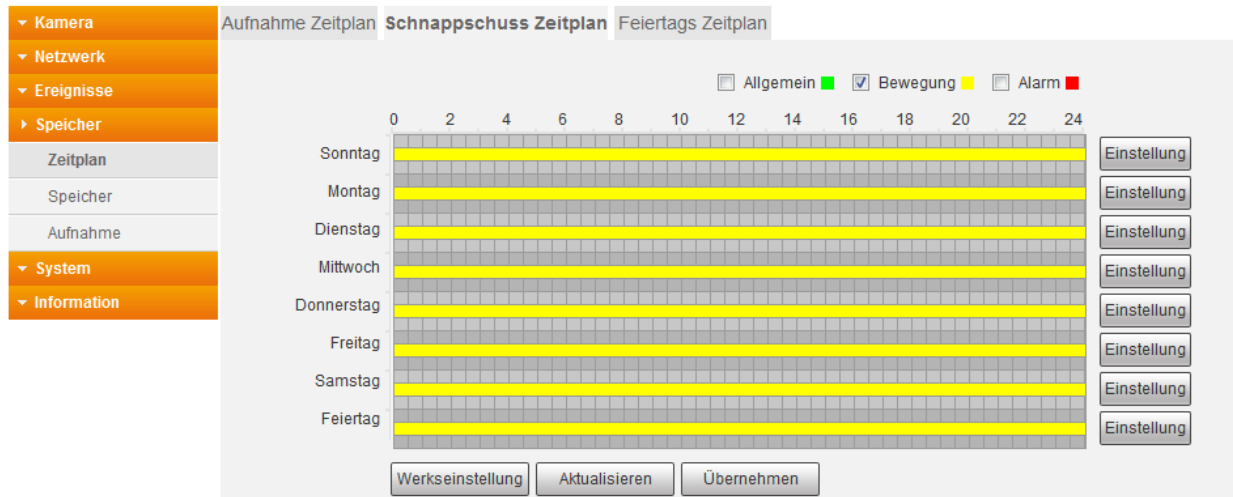 Kamera
Netzwerk
Ereignisse
Speicher
Zeitplan
Speicher
Aufnahme
System
Information
Aufnahme Zeitplan Schnappschuss Zeitplan Feiertags Zeitplan
Allgemein Bewegung Alarm
0 2 4 6 8 10 12 14 16 18 20 22 24
Sonntag Einstellung
Montag Einstellung
Dienstag Einstellung
Mittwoch Einstellung
Donnerstag Einstellung
Freitag Einstellung
Samstag Einstellung
Feiertag Einstellung
Werkseinstellung Aktualisieren Übernehmen